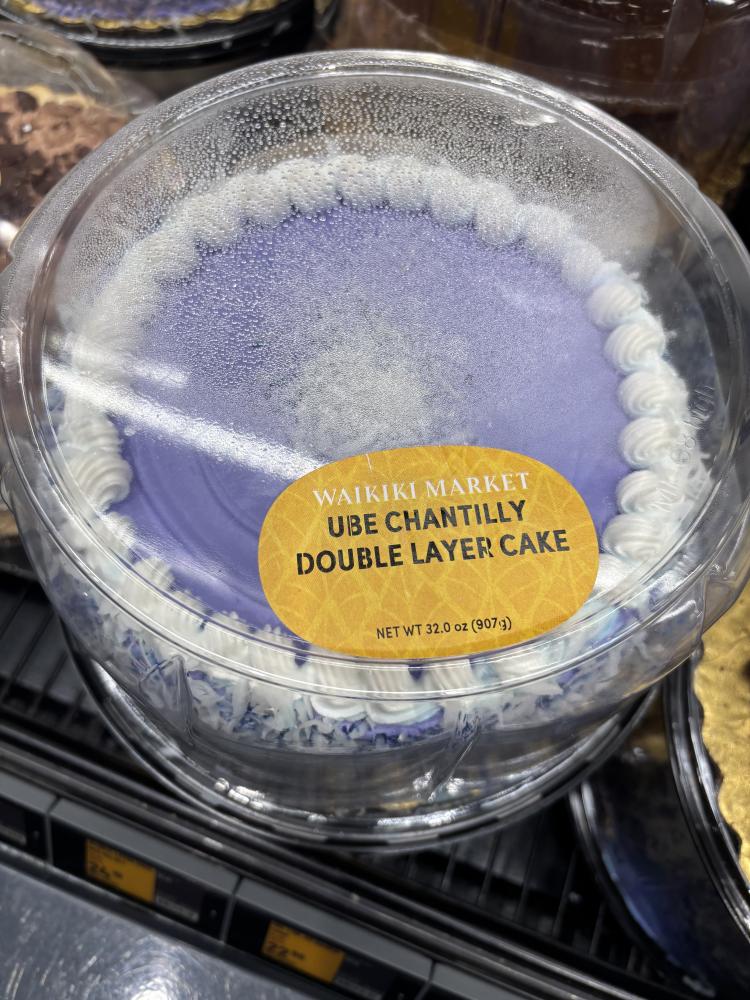 WAIKIKI MARKET
UBE CHANTILLY
DOUBLE LAYER CAKE
NET WT 32.0 oz (907g)